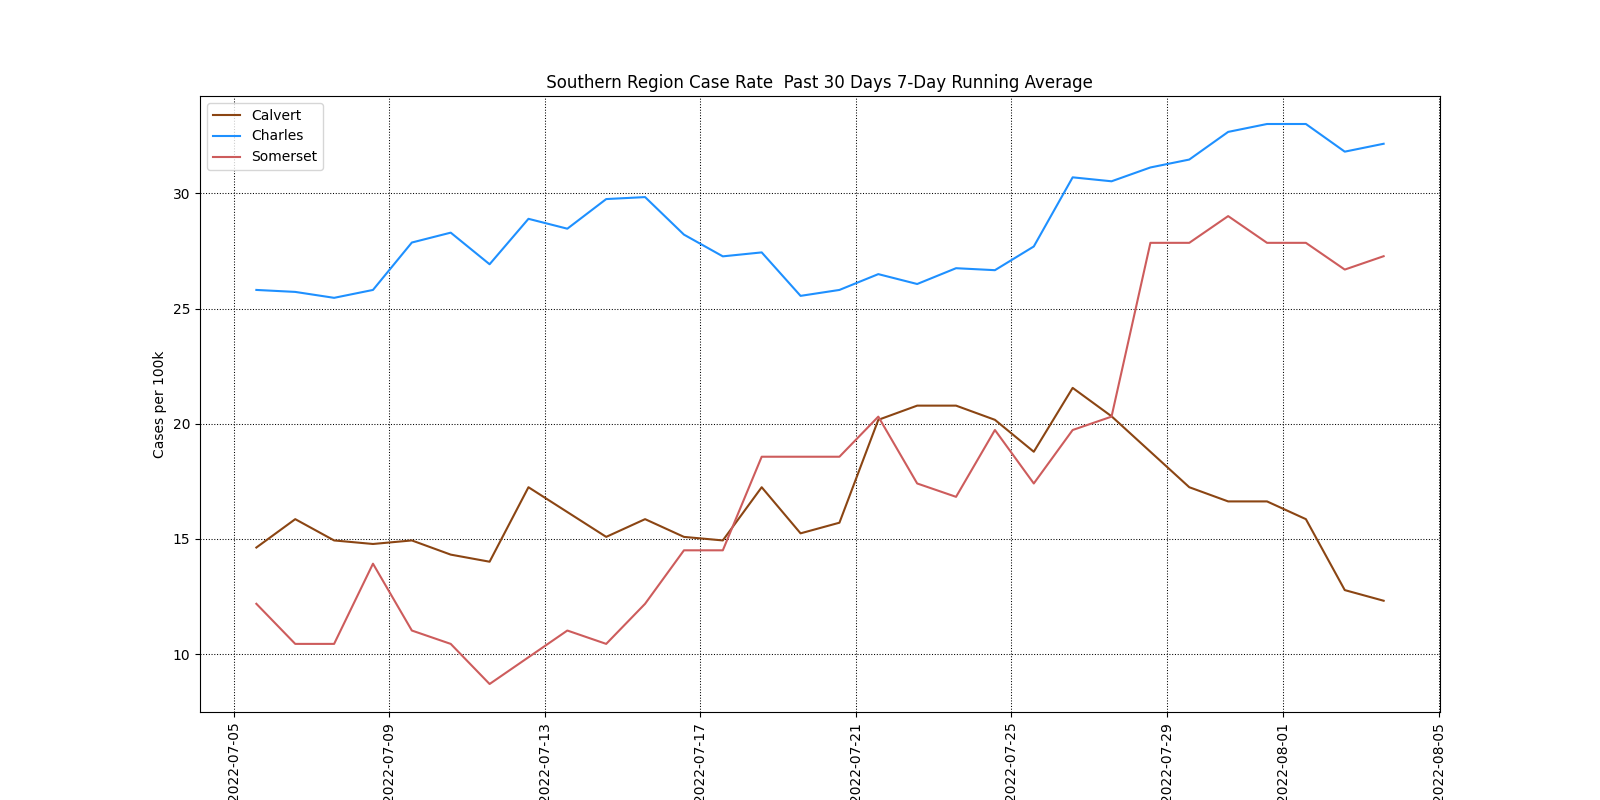 Southern Region Case Rate  Past 30 Days 7-Day Running Average
Calvert
Charles
Somerset
Cases per 100k
30
25
20
15
10
2022-07-05
2022-07-09
2022-07-13
2022-07-17
2022-07-21
2022-07-25
2022-07-29
2022-08-01
2022-08-05